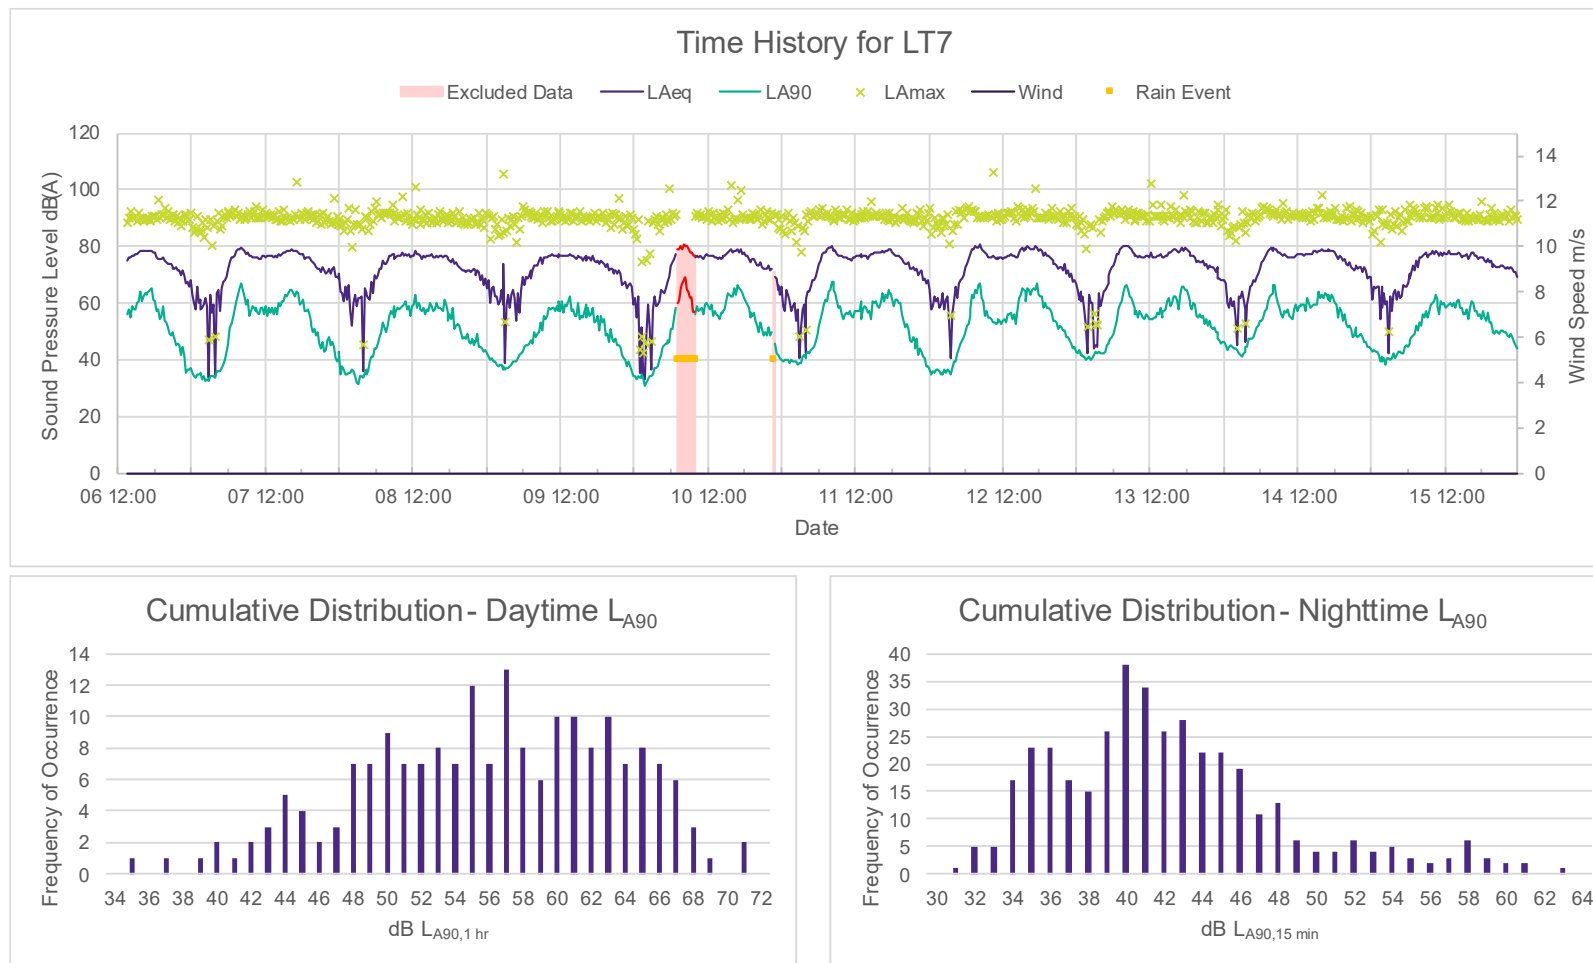 Time History for LT7
Excluded Data LAeq LA90 LAmax Wind Rain Event
Sound Pressure Level dB(A)
120
100
80
60
40
20
0
14
12
10
8
6
4
2
0
Wind Speed m/s
06 12:00 07 12:00 08 12:00 09 12:00 10 12:00 11 12:00 12 12:00 13 12:00 14 12:00 15 12:00
Date
Cumulative Distribution - Daytime LA90
Frequency of Occurrence
14
12
10
8
6
4
2
0
34 36 38 40 42 44 46 48 50 52 54 56 58 60 62 64 66 68 70 72
dB LA90,1 hr
Cumulative Distribution - Nighttime LA90
Frequency of Occurrence
40
35
30
25
20
15
10
5
0
30 32 34 36 38 40 42 44 46 48 50 52 54 56 58 60 62 64
dB LA90,15 min